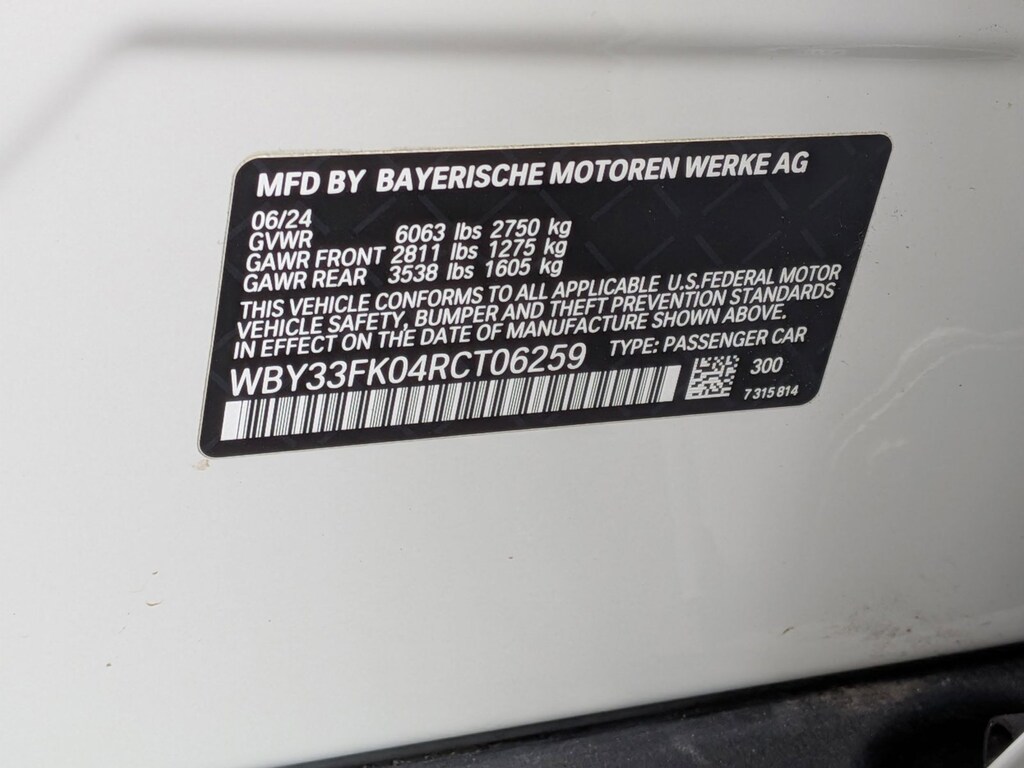 MFD BY BAYERISCHE MOTOREN WERKE AG
06/24
GVWR 6063 lbs 2750 kg
GAWR FRONT 2811 lbs 1275 kg
GAWR REAR 3538 lbs 1605 kg
THIS VEHICLE CONFORMS TO ALL APPLICABLE U.S.FEDERAL MOTOR
VEHICLE SAFETY, BUMPER AND THEFT PREVENTION STANDARDS
IN EFFECT ON THE DATE OF MANUFACTURE SHOWN ABOVE.
WBY33FK04RCT06259 TYPE: PASSENGER CAR
300
7 315 814